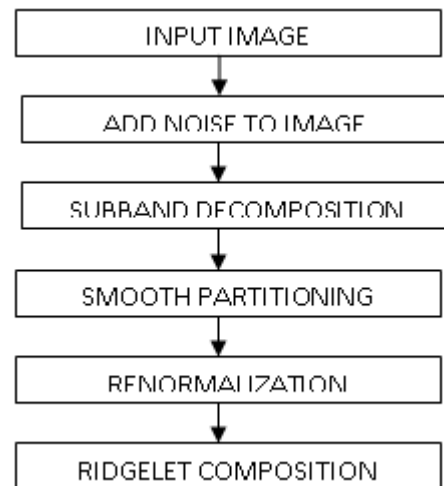 INPUT IMAGE
ADD NOISE TO IMAGE
SUBBAND DECOMPOSITION
SMOOTH PARTITIONING
RENORMALIZATION
RIDGELET COMPOSITION